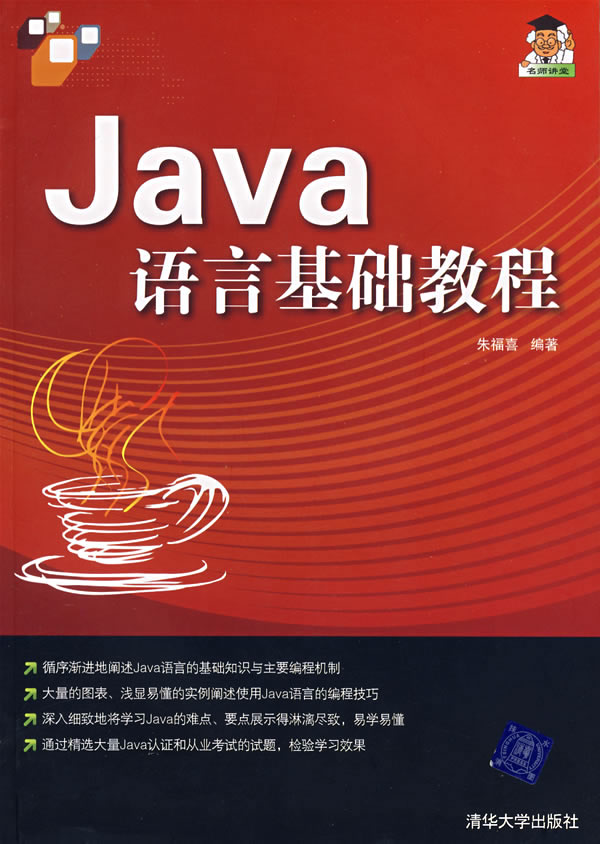 名师讲堂
Java
语言基础教程
朱福喜 编著
循序渐进地阐述Java语言的基础知识与主要编程机制
大量的图表、浅显易懂的实例阐述使用Java语言的编程技巧
深入细致地将学习Java的难点、要点展示得淋漓尽致，易学易懂
通过精选大量Java认证和从业考试的试题，检验学习效果
清华大学出版社